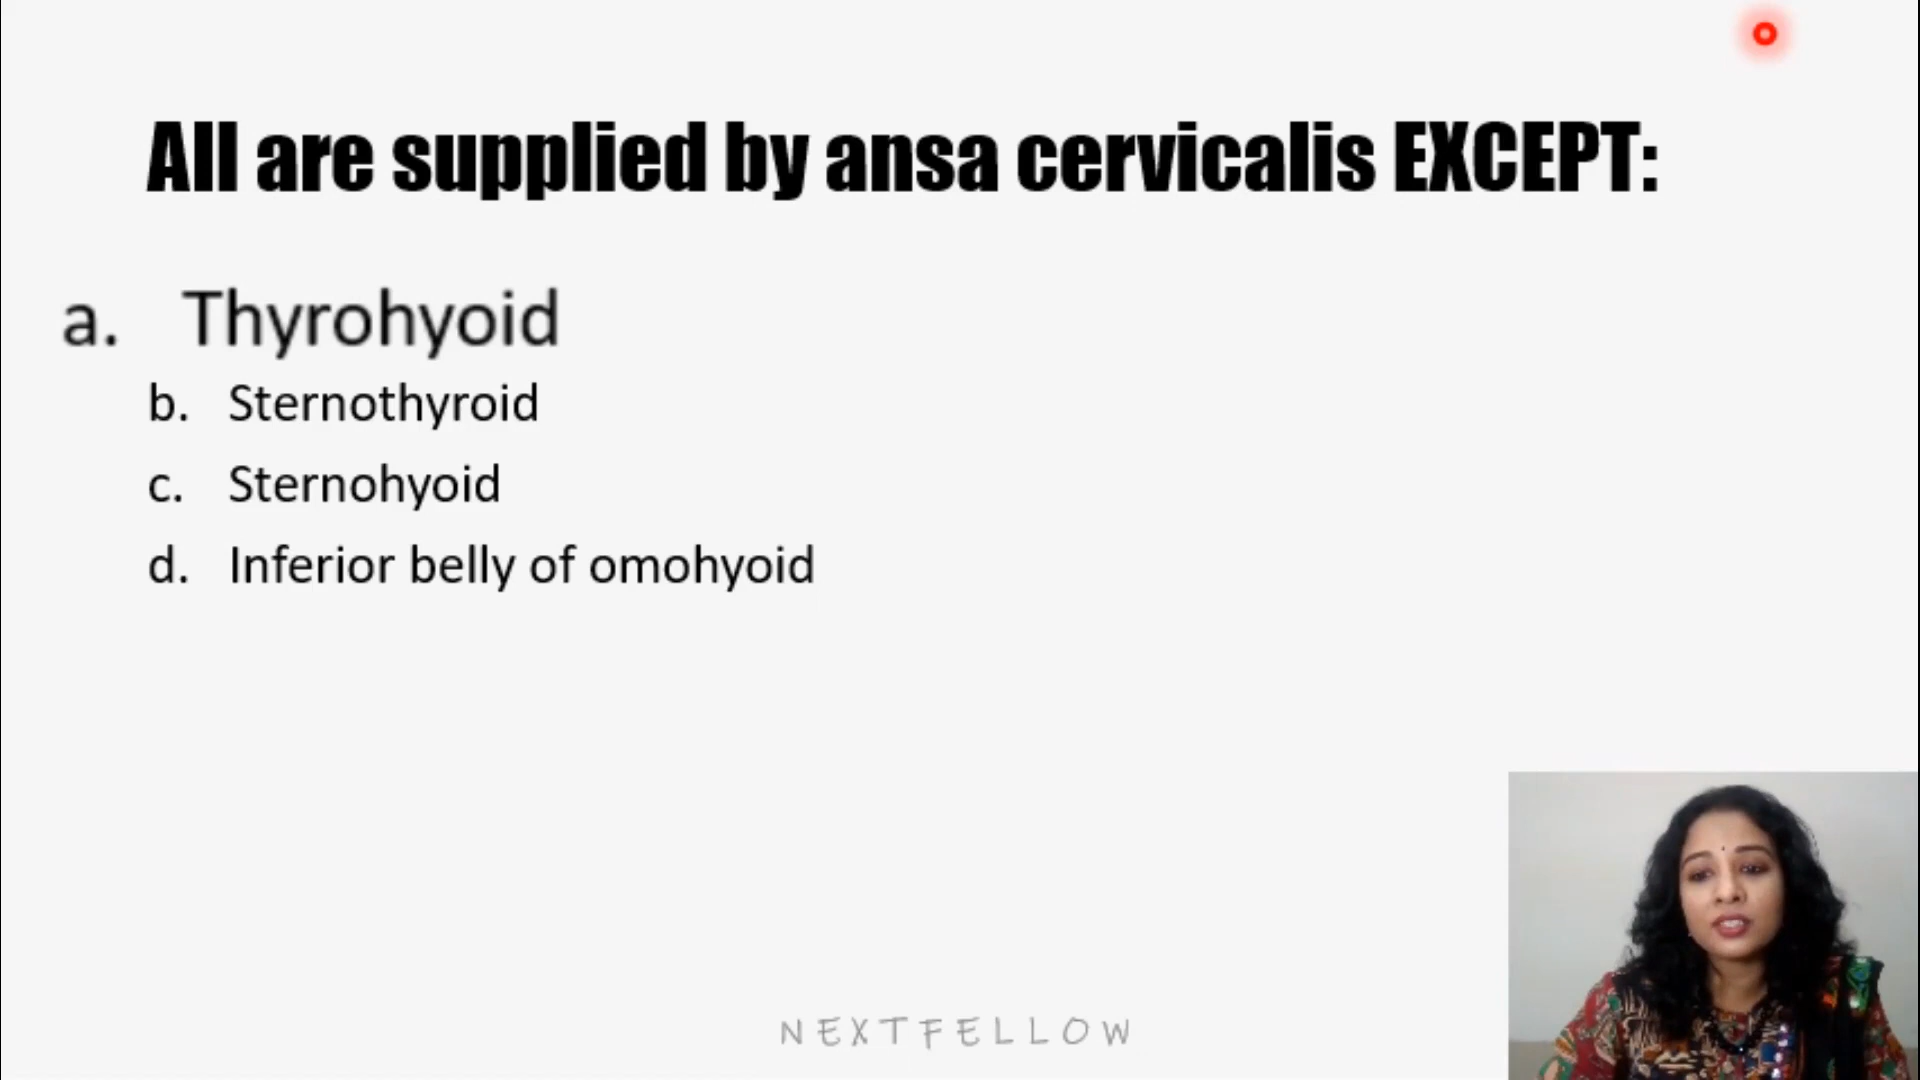 All are supplied by ansa cervicalis EXCEPT:
a. Thyrohyoid
b. Sternothyroid
c. Sternohyoid
d. Inferior belly of omohyoid
NEXTFELLOW